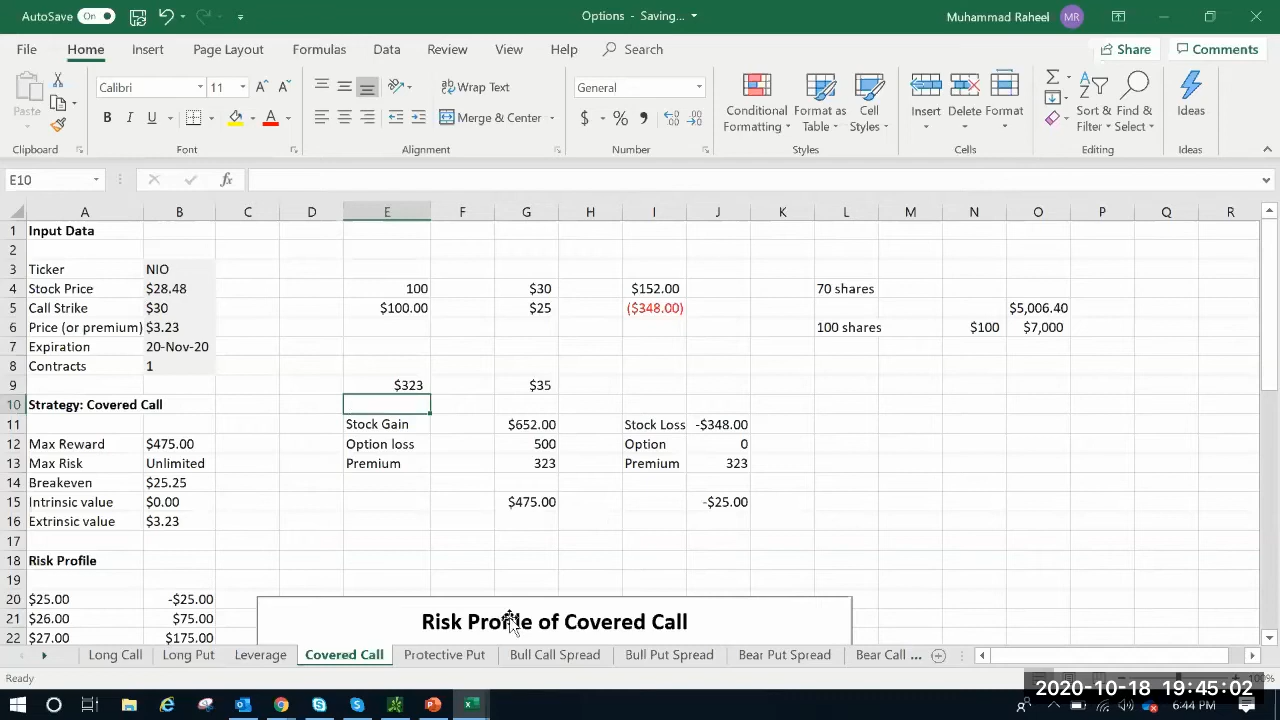 AutoSave On
Options - Saving...
Muhammad Raheel MR
File Home Insert Page Layout Formulas Data Review View Help Search Share Comments
Paste
Calibri 11
B I U
Wrap Text
Merge & Center
General
$ %
Conditional Formatting
Format as Table
Cell Styles
Insert Delete Format
Sort & Filter
Find & Select
Ideas
Clipboard Font Alignment Number Styles Cells Editing Ideas
E10 fx
A B C D E F G H I J K L M N O P Q R
1 Input Data
2
3 Ticker NIO
4 Stock Price $28.48 100 $30 $152.00 70 shares
5 Call Strike $30 $100.00 $25 ($348.00) $5,006.40
6 Price (or premium) $3.23 100 shares $100 $7,000
7 Expiration 20-Nov-20
8 Contracts 1
9 $323 $35
10 Strategy: Covered Call
11 Stock Gain $652.00 Stock Loss -$348.00
12 Max Reward $475.00 Option loss 500 Option 0
13 Max Risk Unlimited Premium 323 Premium 323
14 Breakeven $25.25
15 Intrinsic value $0.00 $475.00 -$25.00
16 Extrinsic value $3.23
17
18 Risk Profile
19
20 $25.00 -$25.00
21 $26.00 $75.00
22 $27.00 $175.00
Risk Profile of Covered Call
Long Call Long Put Leverage Covered Call Protective Put Bull Call Spread Bull Put Spread Bear Put Spread Bear Call ...
Ready
2020-10-18 19:45:02
6:44 PM